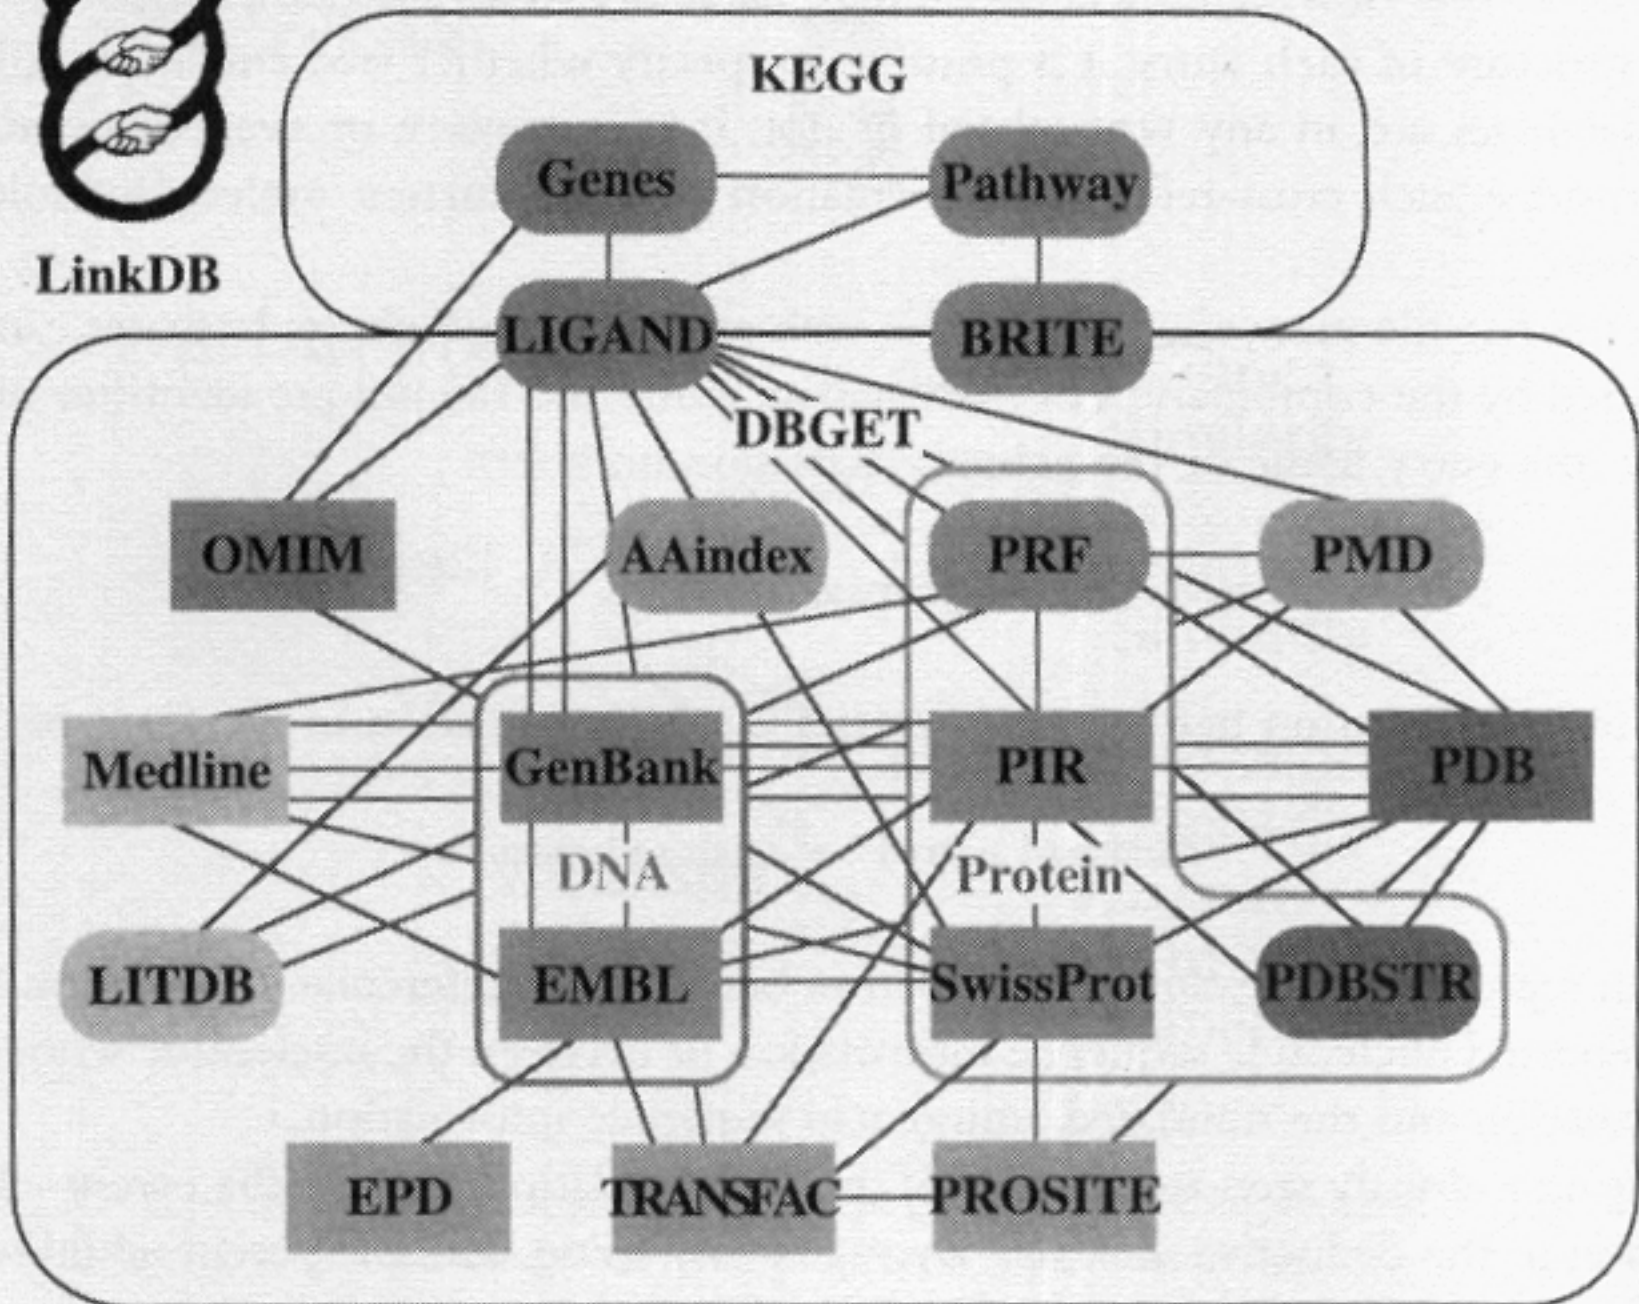 KEGG
Genes
Pathway
LinkDB
LIGAND
BRITE
DBGET
OMIM
AAindex
PRF
PMD
Medline
GenBank
PIR
PDB
DNA
Protein
LITDB
EMBL
SwissProt
PDBSTR
EPD
TRANSFAC
PROSITE